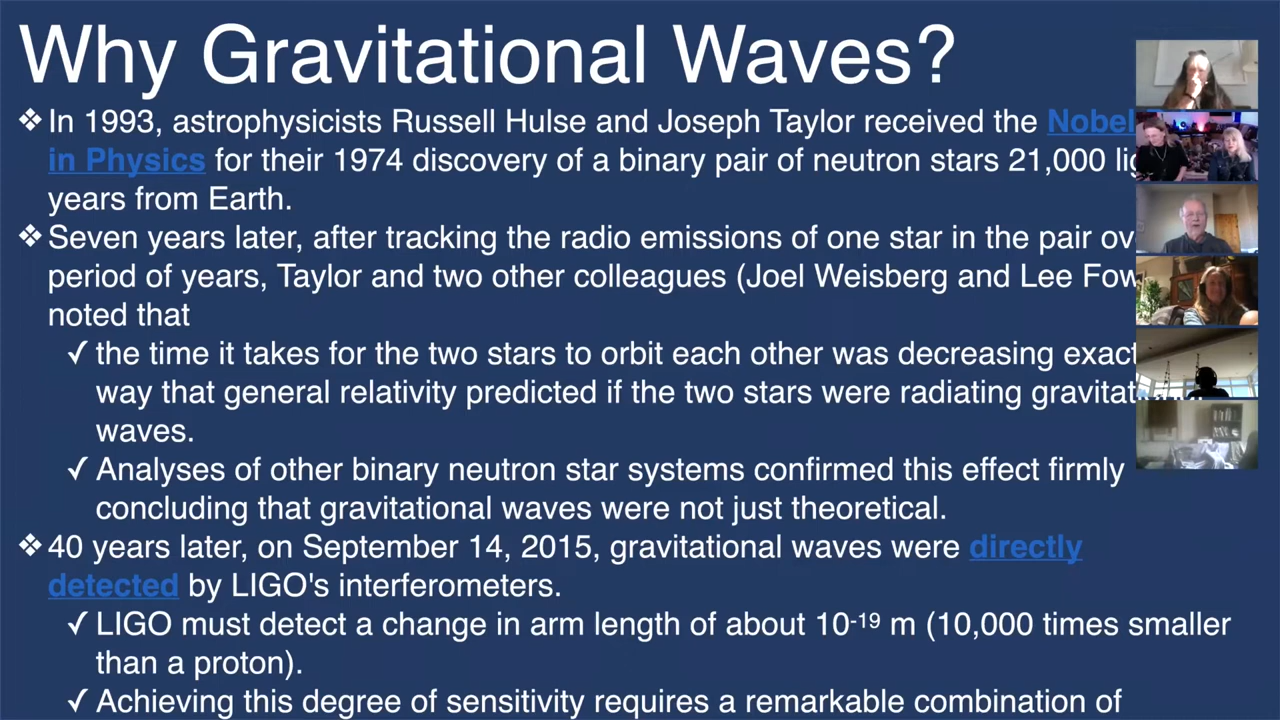 Why Gravitational Waves?
❖ In 1993, astrophysicists Russell Hulse and Joseph Taylor received the Nobel
in Physics for their 1974 discovery of a binary pair of neutron stars 21,000
years from Earth.
❖ Seven years later, after tracking the radio emissions of one star in the pair
period of years, Taylor and two other colleagues (Joel Weisberg and Lee
noted that
✓ the time it takes for the two stars to orbit each other was decreasing
way that general relativity predicted if the two stars were radiating
waves.
✓ Analyses of other binary neutron star systems confirmed this effect firmly
concluding that gravitational waves were not just theoretical.
❖ 40 years later, on September 14, 2015, gravitational waves were directly
detected by LIGO's interferometers.
✓ LIGO must detect a change in arm length of about 10⁻¹⁹ m (10,000 times smaller
than a proton).
✓ Achieving this degree of sensitivity requires a remarkable combination of